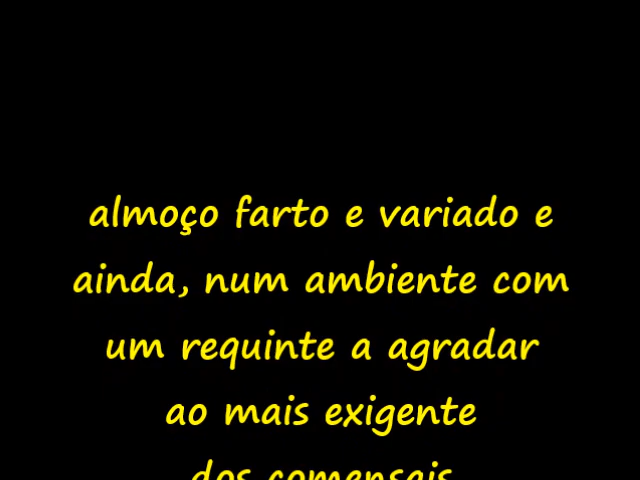 almoço farto e variado e
ainda, num ambiente com
um requinte a agradar
ao mais exigente
dos comensais